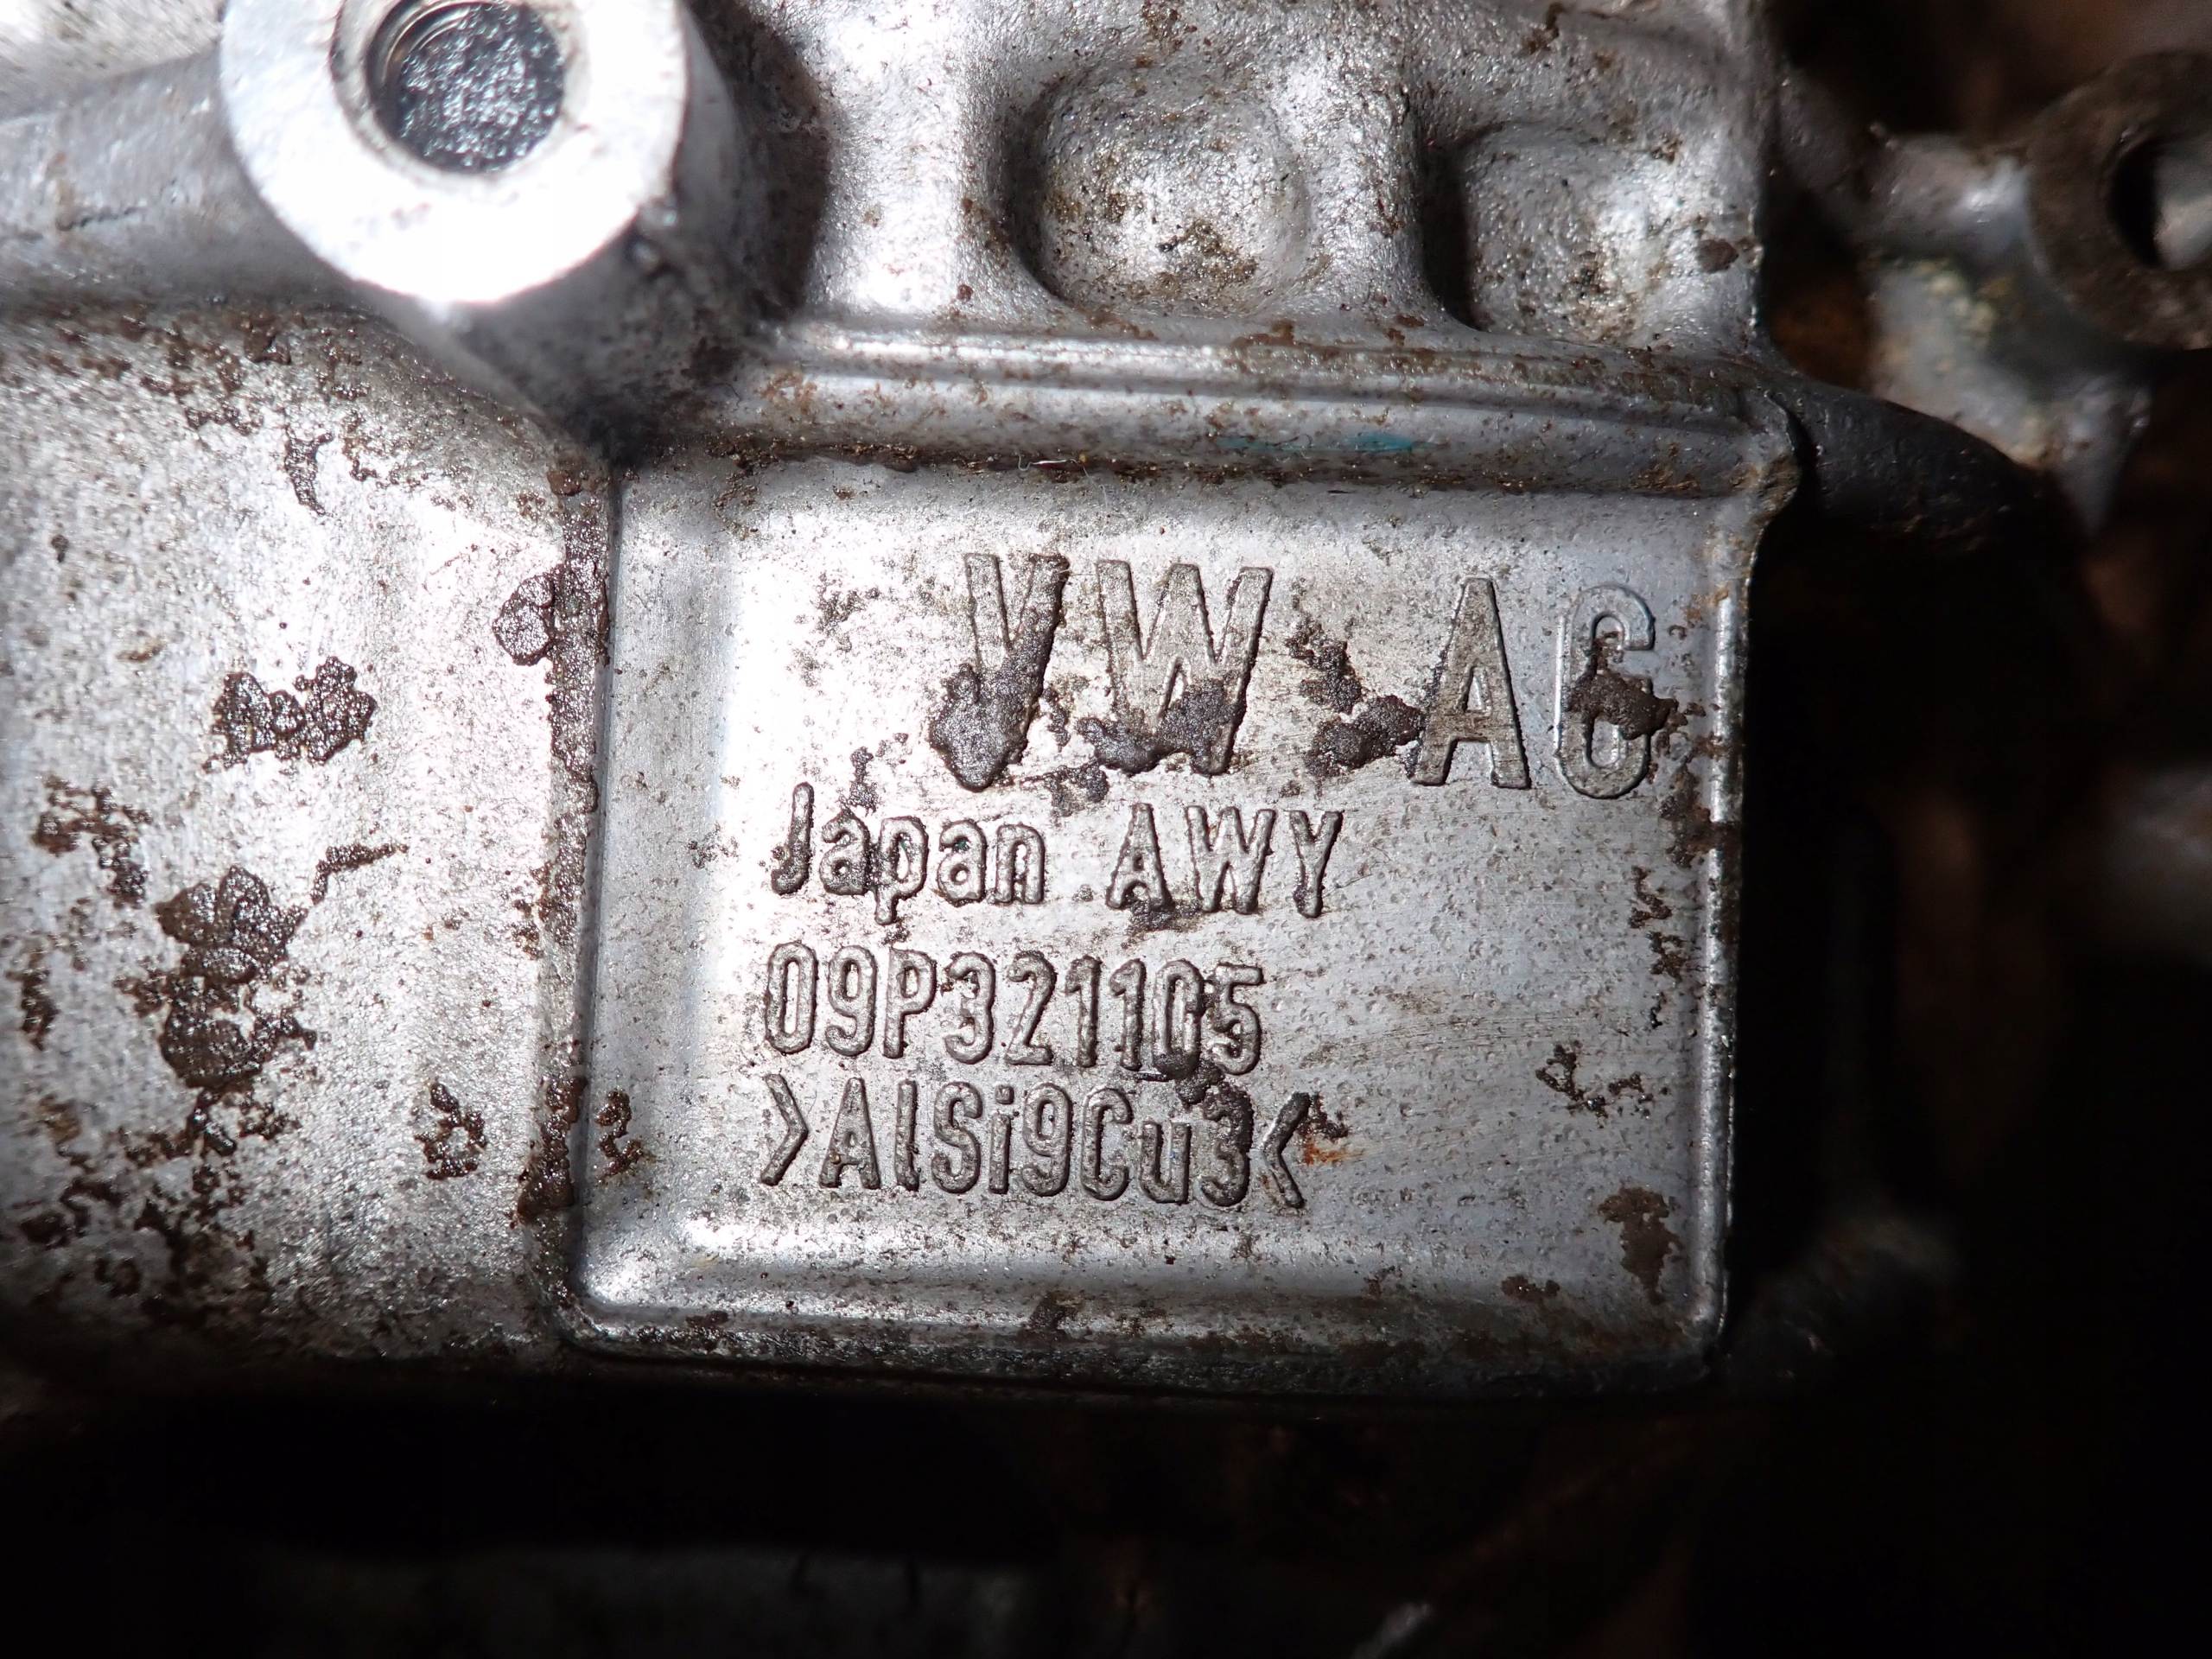 VW AG
Japan AWY
09P321105
>AlSi9Cu3<